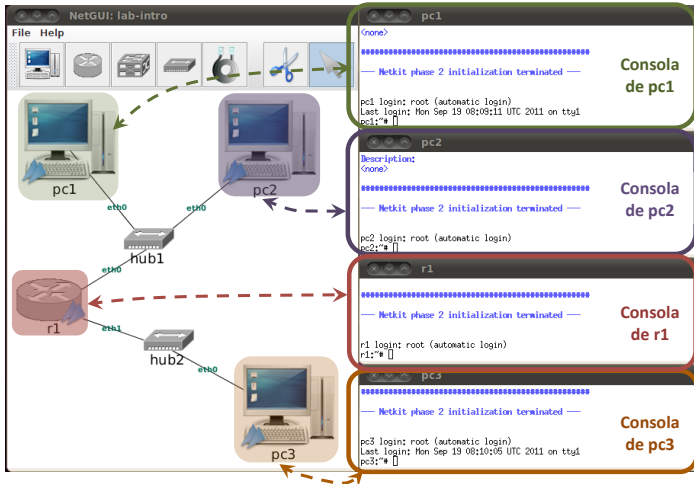 NetGUI: lab-intro
File Help
pc1
pc2
eth0
eth0
hub1
eth0
r1
eth1
hub2
eth0
pc3
pc1
<none>
— Netkit phase 2 initialization terminated —
pc1 login: root (automatic login)
Last login: Mon Sep 19 08:09:11 UTC 2011 on tty1
pc1:~#
Consola
de pc1
pc2
Description:
<none>
— Netkit phase 2 initialization terminated —
pc2 login: root (automatic login)
pc2:~#
Consola
de pc2
r1
— Netkit phase 2 initialization terminated —
r1 login: root (automatic login)
r1:~#
Consola
de r1
pc3
— Netkit phase 2 initialization terminated —
pc3 login: root (automatic login)
Last login: Mon Sep 19 08:10:05 UTC 2011 on tty1
pc3:~#
Consola
de pc3